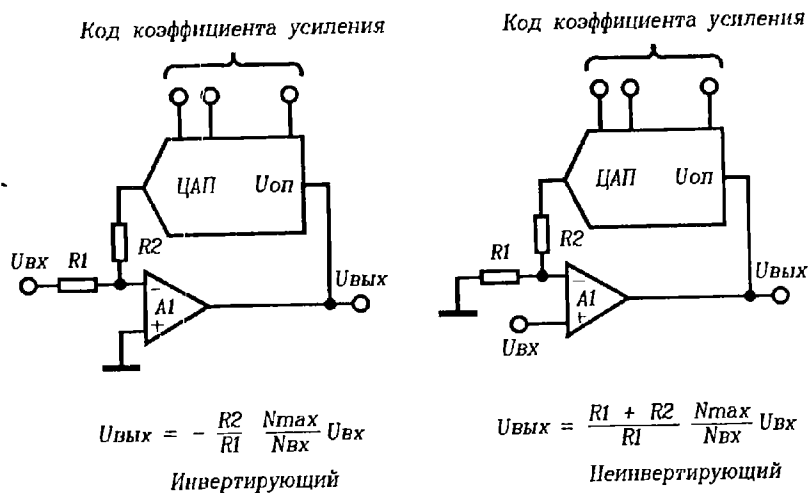 Код коэффициента усиления
ЦАП
Uоп
R2
R1
Uвх
Uвых
A1
−
+
Uвых = - R2/R1 Nmax/Nвх Uвх
Инвертирующий
Код коэффициента усиления
ЦАП
Uоп
R2
R1
Uвых
A1
−
+
Uвх
Uвых = R1 + R2/R1 Nmax/Nвх Uвх
Неинвертирующий